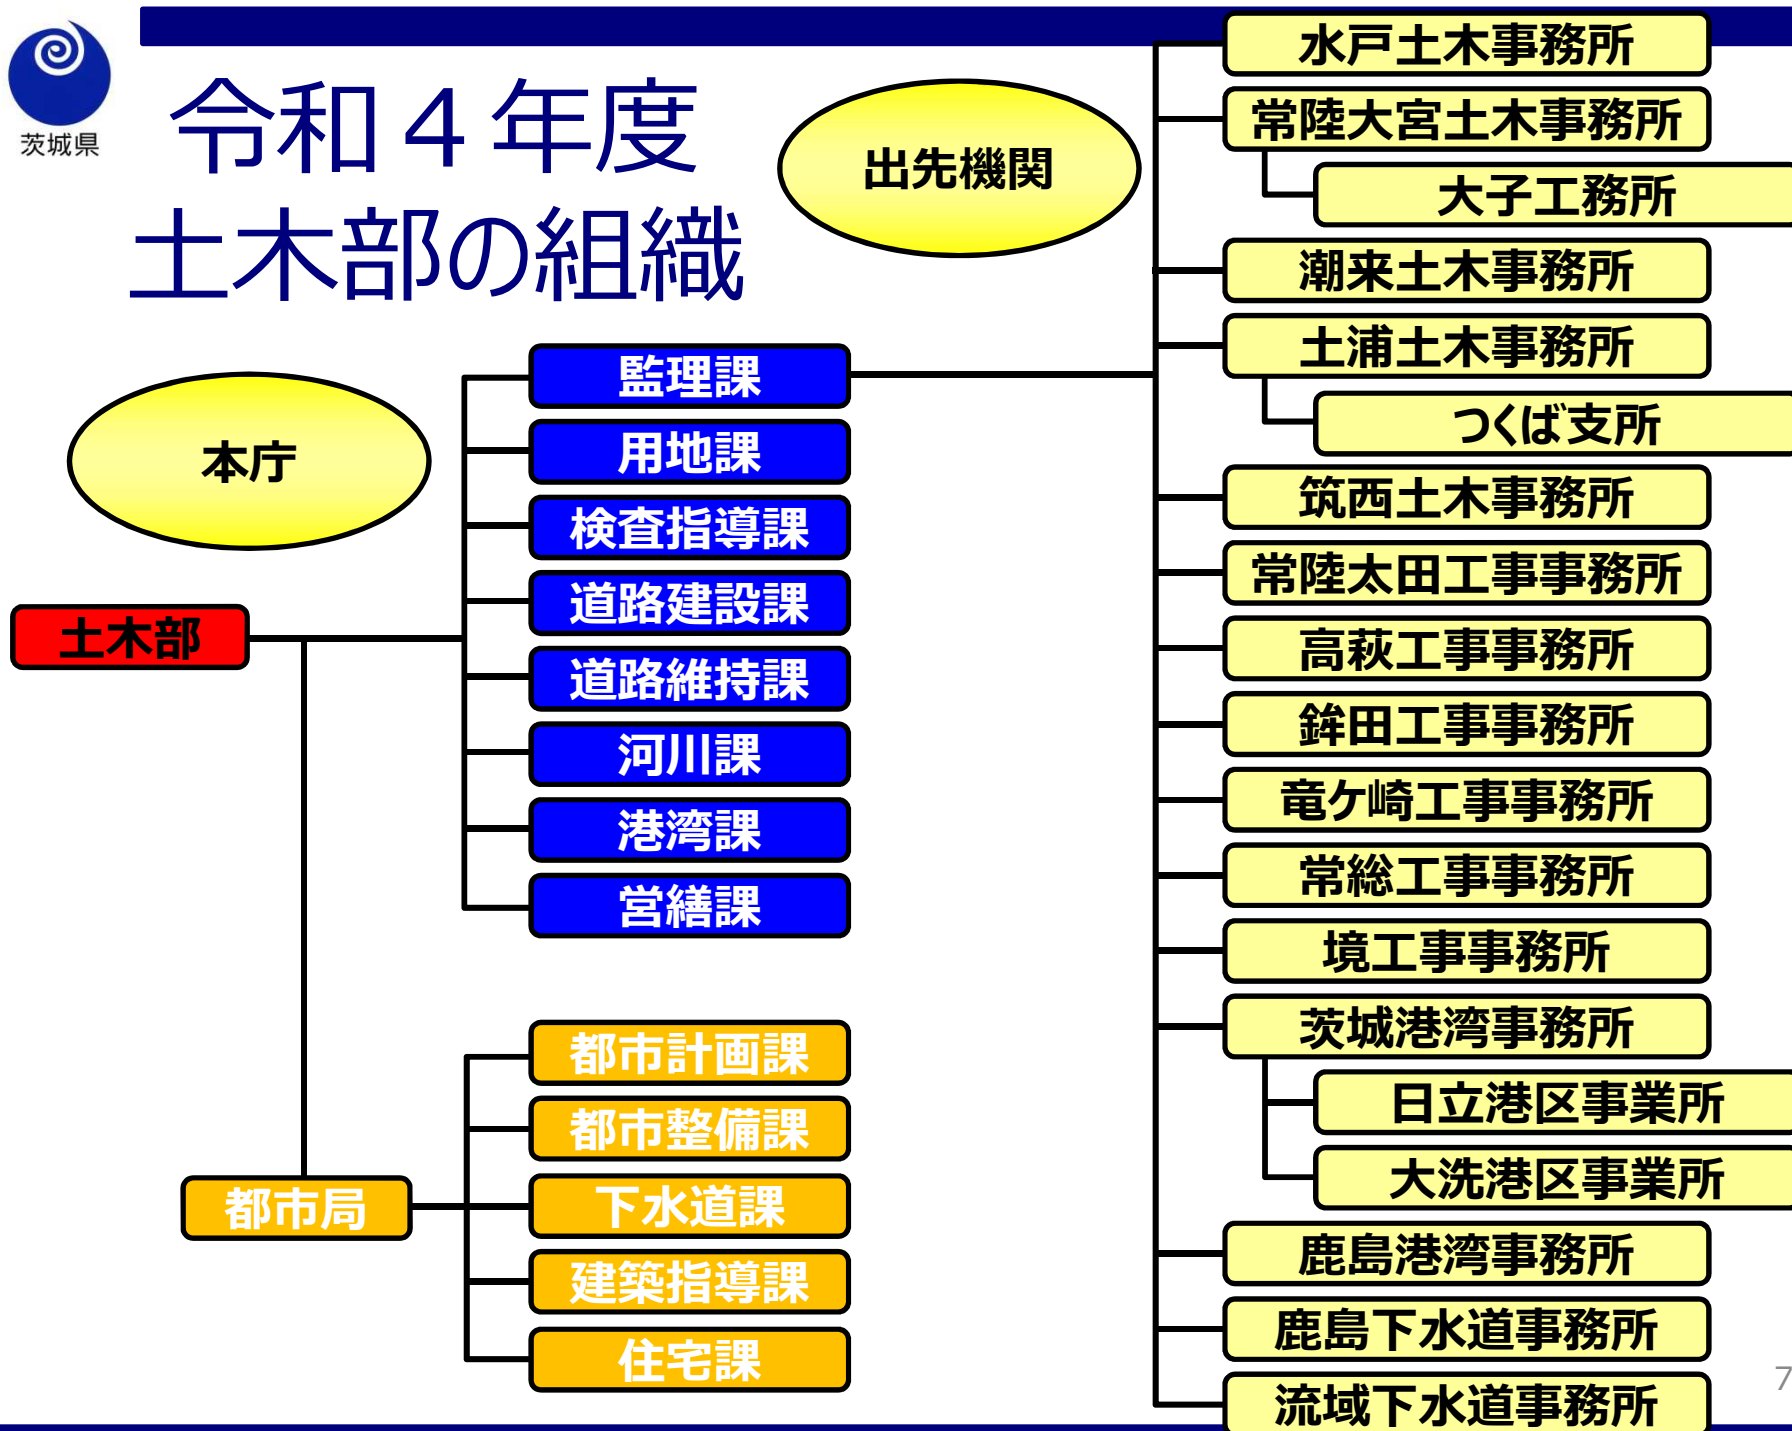 茨城県
令和４年度
土木部の組織
本庁
出先機関
土木部
監理課
用地課
検査指導課
道路建設課
道路維持課
河川課
港湾課
営繕課
都市局
都市計画課
都市整備課
下水道課
建築指導課
住宅課
水戸土木事務所
常陸大宮土木事務所
大子工務所
潮来土木事務所
土浦土木事務所
つくば支所
筑西土木事務所
常陸太田工事事務所
高萩工事事務所
鉾田工事事務所
竜ケ崎工事事務所
常総工事事務所
境工事事務所
茨城港湾事務所
日立港区事業所
大洗港区事業所
鹿島港湾事務所
鹿島下水道事務所
流域下水道事務所
7